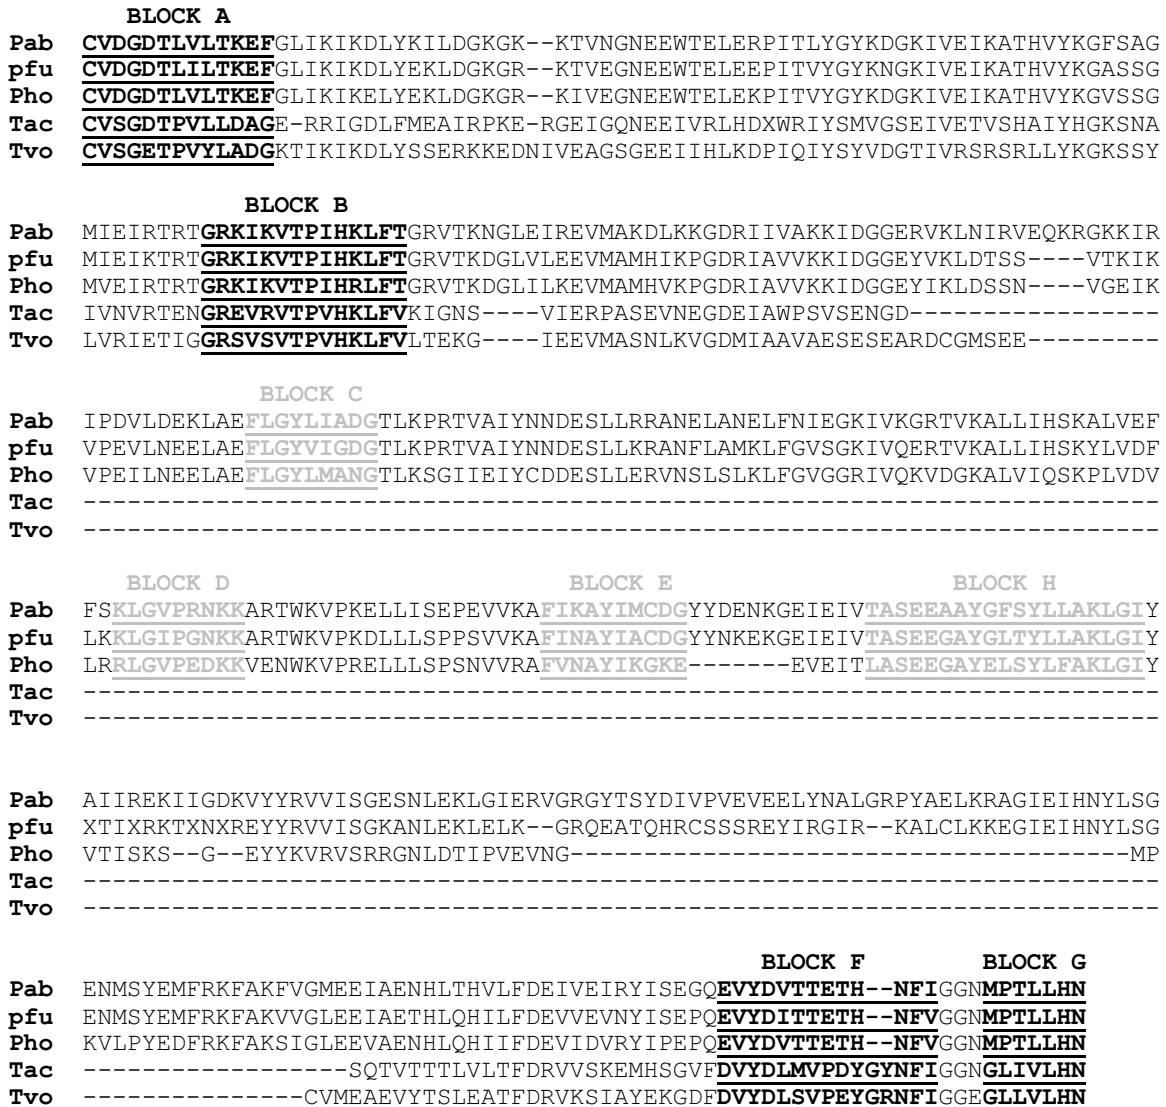 BLOCK A
Pab CVDGDTLVLTKEFGLIKIKDLYKILDGKGK--KTVNGNEEWTELERPITLYGYKDGKIVEIKATHVYKGFSAG
pfu CVDGDTLILTKEFGLIKIKDLYEKLDGKGR--KTVEGNEEWTELEEPITVYGYKNGKIVEIKATHVYKGASSG
Pho CVDGDTLVLTKEFGLIKIKELYEKLDGKGR--KIVEGNEEWTELEKPITVYGYKDGKIVEIKATHVYKGVSSG
Tac CVSGDTPVLLDAGE-RRIGDLFMEAIRPKE-RGEIGQNEEIVRLHDXWRIYSMVGSEIVETVSHAIYHGKSNA
Tvo CVSGETPVYLADGKTIKIKDLYSSERKKEDNIVEAGSGEEIIHLKDPIQIYSYVDGTIVRSRSRLLYKGKSSY
BLOCK B
Pab MIEIRTRTGRKIKVTPIHKLFTGRVTKNGLEIREVMAKDLKKGDRIIVAKKIDGGERVKLNIRVEQKRGKKIR
pfu MIEIKTRTGRKIKVTPIHKLFTGRVTKDGLVLEEVMAMHIKPGDRIAVVKKIDGGEYVKLDTSS----VTKIK
Pho MVEIRTRTGRKIKVTPIHRLFTGRVTKDGLILKEVMAMHVKPGDRIAVVKKIDGGEYIKLDSSN----VGEIK
Tac IVNVRTENGREVRVTPVHKLFVKIGNS----VIERPASEVNEGDEIAWPSVSENGD-----------------
Tvo LVRIETIGGRSVSVTPVHKLFVLTEKG----IEEVMASNLKVGDMIAAVAESESEARDCGMSEE---------
BLOCK C
Pab IPDVLDEKLAEFLGYLIADGTLKPRTVAIYNNDESLLRRANELANELFNIEGKIVKGRTVKALLIHSKALVEF
pfu VPEVLNEELAEFLGYVIGDGTLKPRTVAIYNNDESLLKRANFLAMKLFGVSGKIVQERTVKALLIHSKYLVDF
Pho VPEILNEELAEFLGYLMANGTLKSGIIEIYCDDESLLERVNSLSLKLFGVGGRIVQKVDGKALVIQSKPLVDV
Tac -------------------------------------------------------------------------
Tvo -------------------------------------------------------------------------
BLOCK D BLOCK E BLOCK H
Pab FSKLGVPRNKKARTWKVPKELLISEPEVVKAFIKAYIMCDGYYDENKGEIEIVTASEEAAYGFSYLLAKLGIY
pfu LKKLGIPGNKKARTWKVPKDLLLSPPSVVKAFINAYIACDGYYNKEKGEIEIVTASEEGAYGLTYLLAKLGIY
Pho LRRLGVPEDKKVENWKVPRELLLSPSNVVRAFVNAYIKGKE-------EVEITLASEEGAYELSYLFAKLGIY
Tac -------------------------------------------------------------------------
Tvo -------------------------------------------------------------------------
Pab AIIREKIIGDKVYYRVVISGESNLEKLGIERVGRGYTSYDIVPVEVEELYNALGRPYAELKRAGIEIHNYLSG
pfu XTIXRKTXNXREYYRVVISGKANLEKLELK--GRQEATQHRCSSSREYIRGIR--KALCLKKEGIEIHNYLSG
Pho VTISKS--G--EYYKVRVSRRGNLDTIPVEVNG--------------------------------------MP
Tac -------------------------------------------------------------------------
Tvo -------------------------------------------------------------------------
BLOCK F BLOCK G
Pab ENMSYEMFRKFAKFVGMEEIAENHLTHVLFDEIVEIRYISEGQEVYDVTTETH--NFIGGNMPTLLHN
pfu ENMSYEMFRKFAKVVGLEEIAETHLQHILFDEVVEVNYISEPQEVYDITTETH--NFVGGNMPTLLHN
Pho KVLPYEDFRKFAKSIGLEEVAENHLQHIIFDEVIDVRYIPEPQEVYDVTTETH--NFVGGNMPTLLHN
Tac ------------------SQTVTTTLVLTFDRVVSKEMHSGVFDVYDLMVPDYGYNFIGGNGLIVLHN
Tvo ---------------CVMEAEVYTSLEATFDRVKSIAYEKGDFDVYDLSVPEYGRNFIGGEGLLVLHN